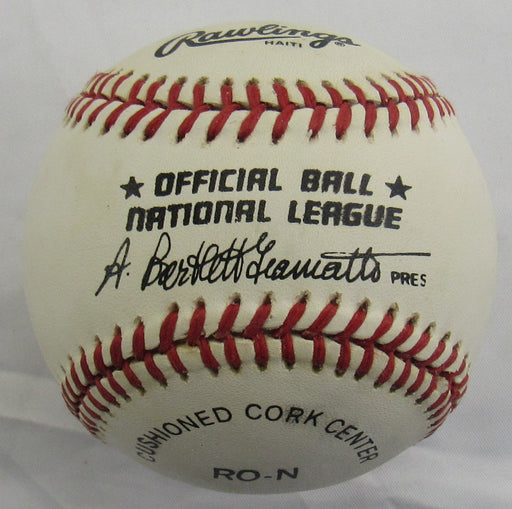 Rawlings®
HAITI
★ OFFICIAL BALL ★
NATIONAL LEAGUE
A. Bartlett Giamatti PRES
CUSHIONED CORK CENTER
RO-N